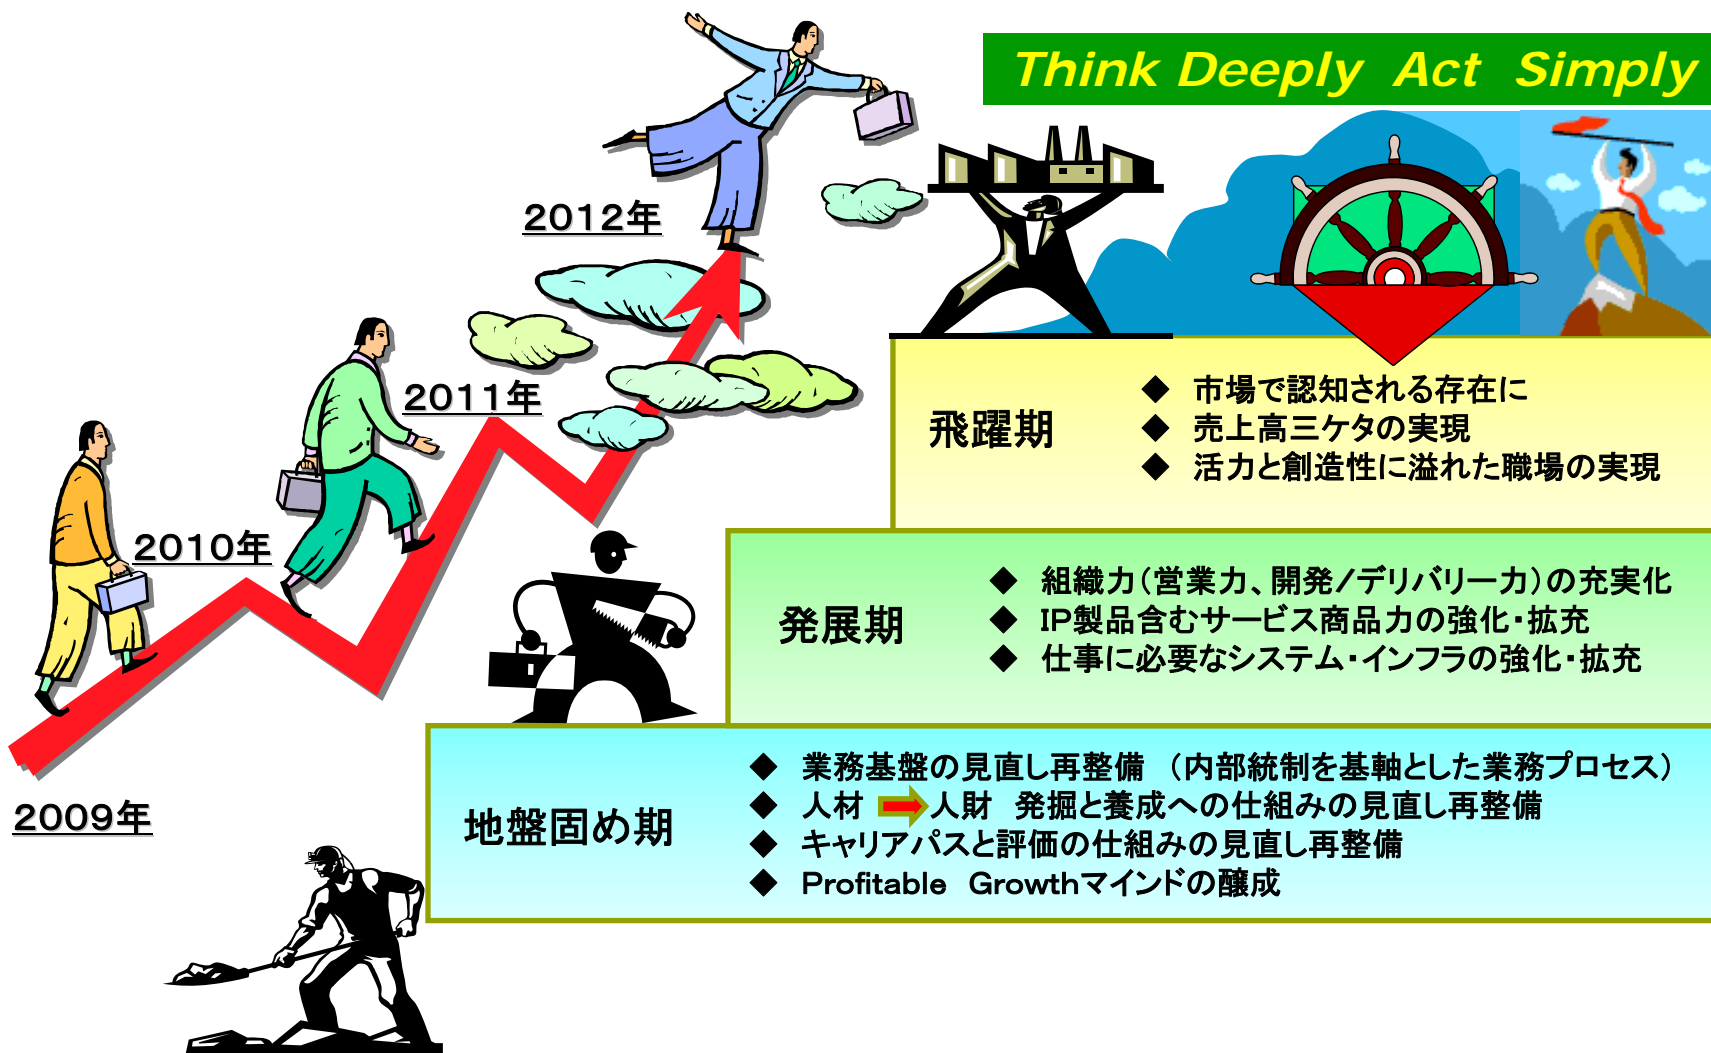 Think Deeply Act Simply
2012年
2011年
2010年
2009年
飛躍期
◆ 市場で認知される存在に
◆ 売上高三ケタの実現
◆ 活力と創造性に溢れた職場の実現
発展期
◆ 組織力（営業力、開発/デリバリー力）の充実化
◆ IP製品含むサービス商品力の強化・拡充
◆ 仕事に必要なシステム・インフラの強化・拡充
地盤固め期
◆ 業務基盤の見直し再整備 （内部統制を基軸とした業務プロセス）
◆ 人材 人財 発掘と養成への仕組みの見直し再整備
◆ キャリアパスと評価の仕組みの見直し再整備
◆ Profitable Growthマインドの醸成